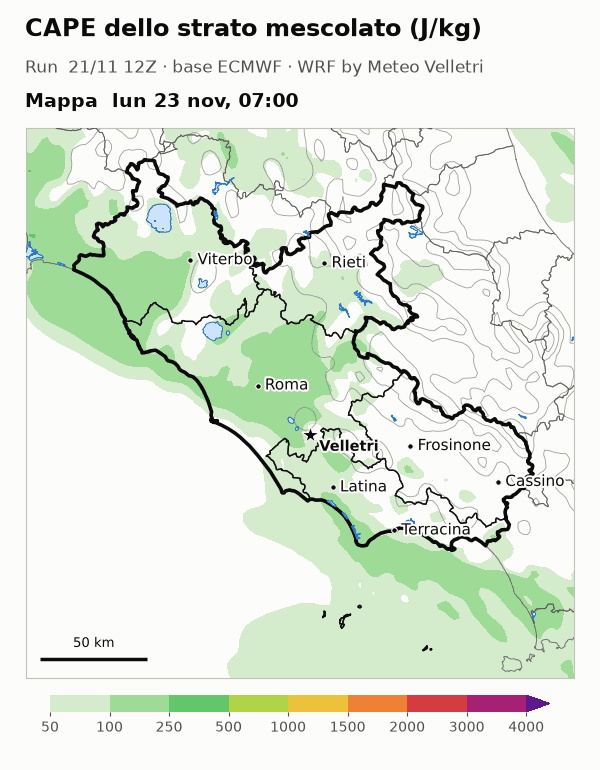 CAPE dello strato mescolato (J/kg)
Run  21/11 12Z · base ECMWF · WRF by Meteo Velletri
Mappa  lun 23 nov, 07:00
Viterbo
Rieti
Roma
Velletri
Frosinone
Latina
Cassino
Terracina
50 km
50 100 250 500 1000 1500 2000 3000 4000